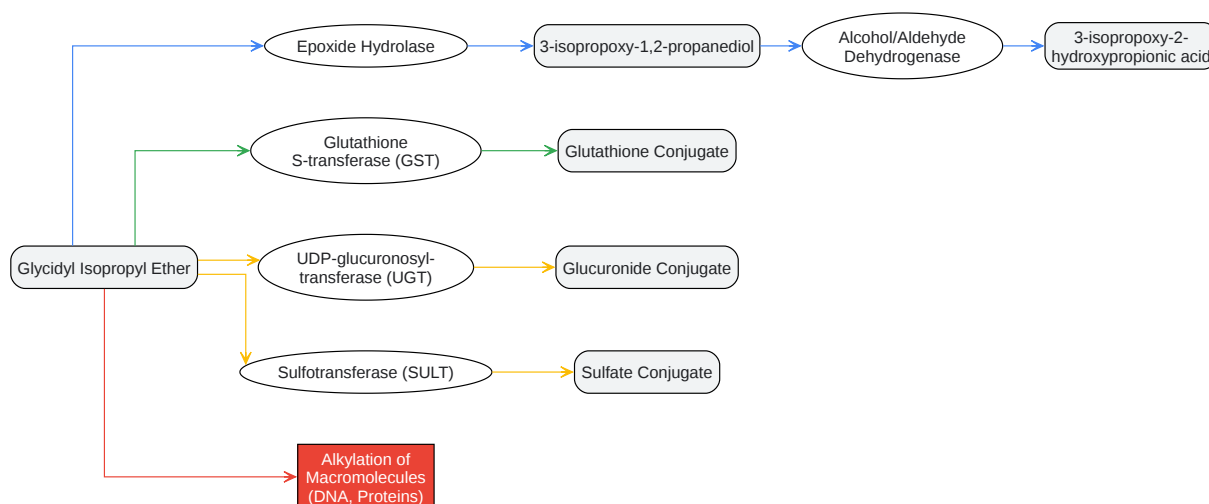 Epoxide Hydrolase
3-isopropoxy-1,2-propanediol
Alcohol/Aldehyde
Dehydrogenase
3-isopropoxy-2-
hydroxypropionic acid
Glutathione
S-transferase (GST)
Glutathione Conjugate
Glycidyl Isopropyl Ether
UDP-glucuronosyl-
transferase (UGT)
Glucuronide Conjugate
Sulfotransferase (SULT)
Sulfate Conjugate
Alkylation of
Macromolecules
(DNA, Proteins)